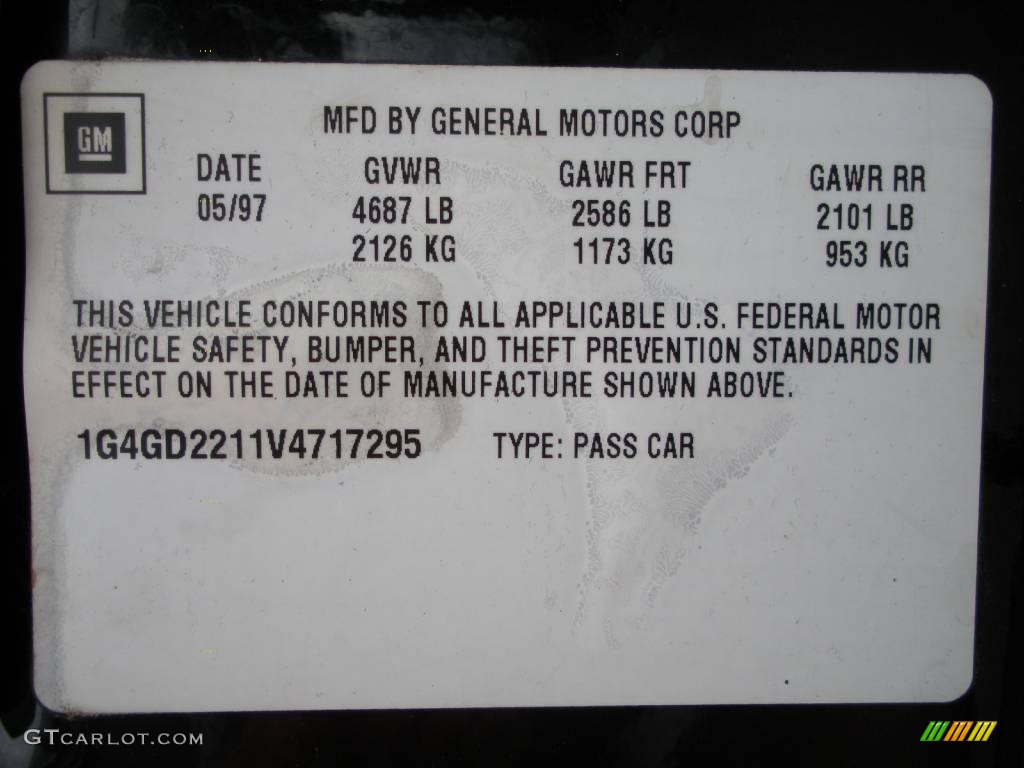 GM
MFD BY GENERAL MOTORS CORP
DATE GVWR GAWR FRT GAWR RR
05/97 4687 LB 2586 LB 2101 LB
2126 KG 1173 KG 953 KG
THIS VEHICLE CONFORMS TO ALL APPLICABLE U.S. FEDERAL MOTOR
VEHICLE SAFETY, BUMPER, AND THEFT PREVENTION STANDARDS IN
EFFECT ON THE DATE OF MANUFACTURE SHOWN ABOVE.
1G4GD2211V4717295 TYPE: PASS CAR
GTCARLOT.COM